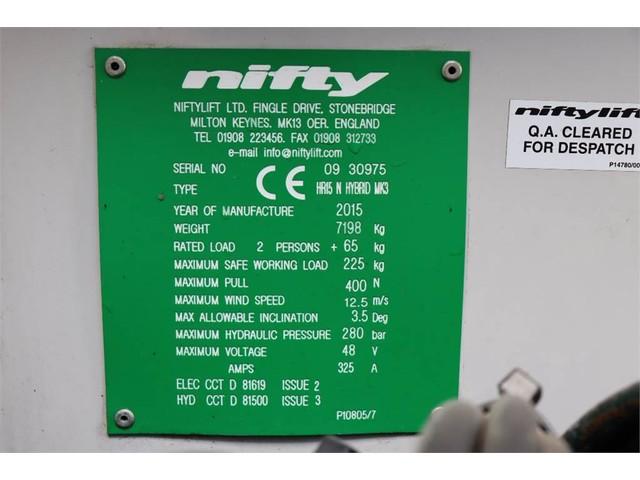 nifty
NIFTYLIFT LTD. FINGLE DRIVE, STONEBRIDGE
MILTON KEYNES. MK13 OER. ENGLAND
TEL 01908 223456. FAX 01908 312733
e-mail info@niftylift.com
SERIAL NO 09 30975
TYPE CE HR15 N HYBRID MK3
YEAR OF MANUFACTURE 2015
WEIGHT 7198 Kg
RATED LOAD 2 PERSONS + 65 kg
MAXIMUM SAFE WORKING LOAD 225 kg
MAXIMUM PULL 400 N
MAXIMUM WIND SPEED 12.5 m/s
MAX ALLOWABLE INCLINATION 3.5 Deg
MAXIMUM HYDRAULIC PRESSURE 280 bar
MAXIMUM VOLTAGE 48 V
AMPS 325 A
ELEC CCT D 81619 ISSUE 2
HYD CCT D 81500 ISSUE 3
P10805/7
niftylift
Q.A. CLEARED
FOR DESPATCH
P14780/00